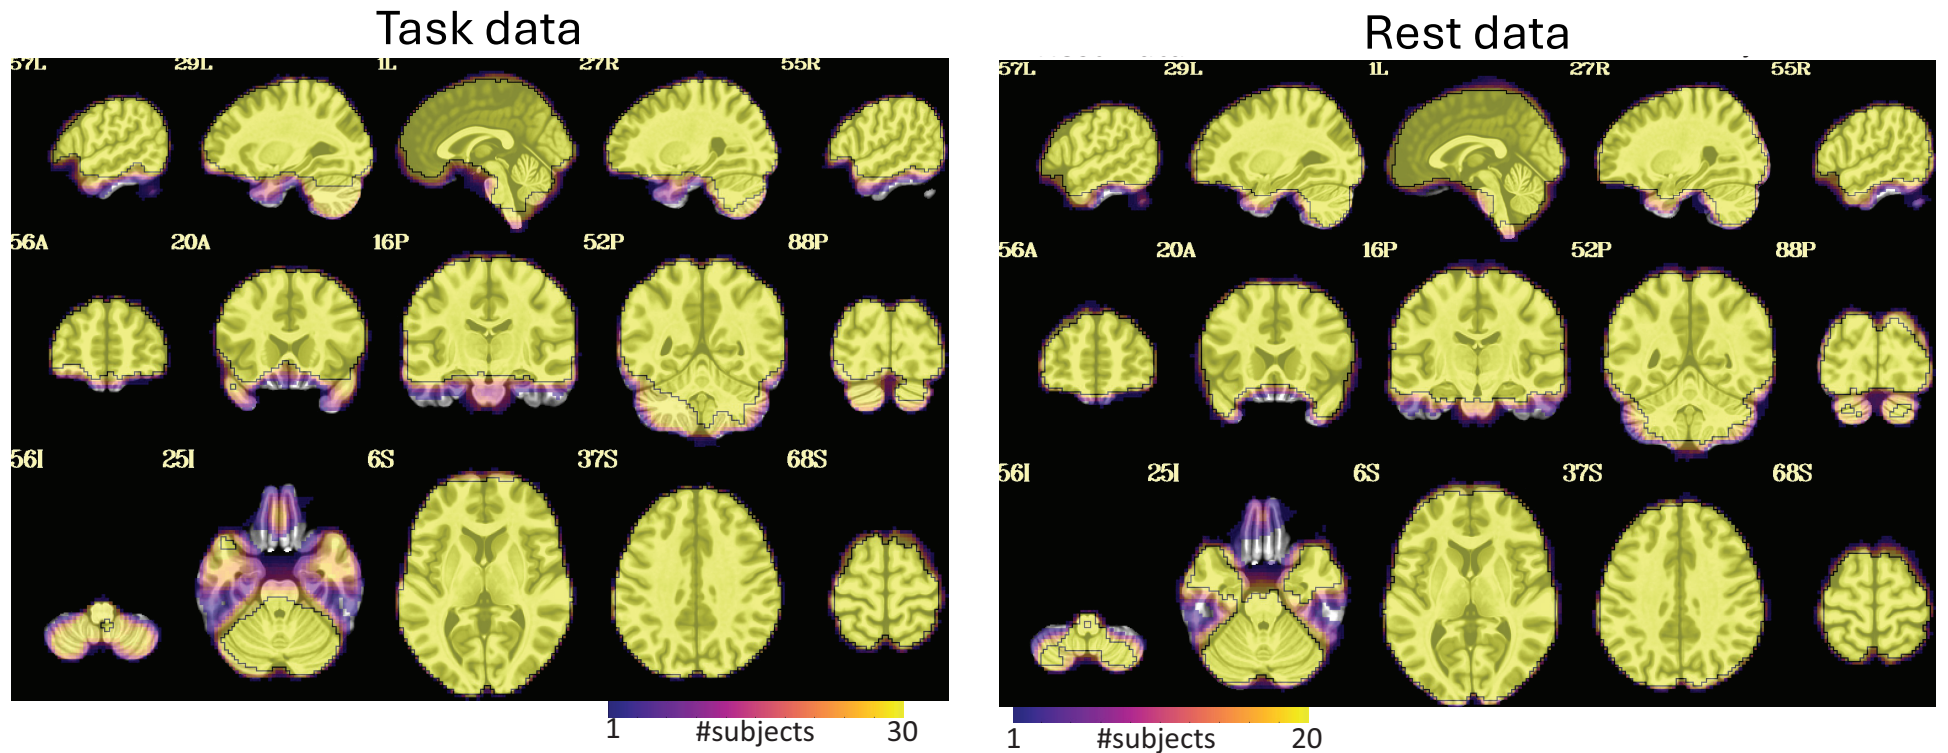 Task data
57L 29L 1L 27R 55R
56A 20A 16P 52P 88P
56I 25I 6S 37S 68S
1 #subjects 30
Rest data
57L 29L 1L 27R 55R
56A 20A 16P 52P 88P
56I 25I 6S 37S 68S
1 #subjects 20